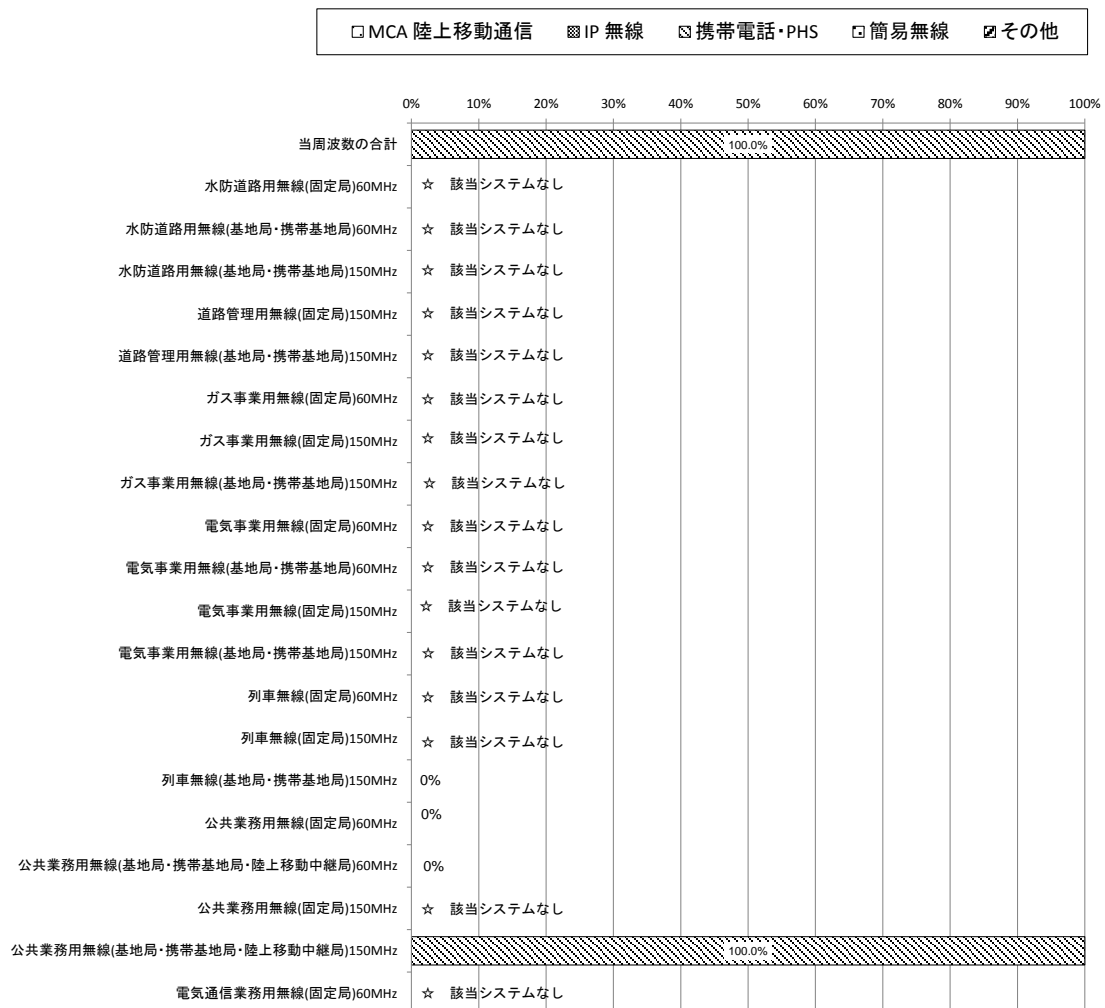 MCA 陸上移動通信 IP 無線 携帯電話・PHS 簡易無線 その他
0% 10% 20% 30% 40% 50% 60% 70% 80% 90% 100%
当周波数の合計 100.0%
水防道路用無線(固定局)60MHz ☆ 該当システムなし
水防道路用無線(基地局・携帯基地局)60MHz ☆ 該当システムなし
水防道路用無線(基地局・携帯基地局)150MHz ☆ 該当システムなし
道路管理用無線(固定局)150MHz ☆ 該当システムなし
道路管理用無線(基地局・携帯基地局)150MHz ☆ 該当システムなし
ガス事業用無線(固定局)60MHz ☆ 該当システムなし
ガス事業用無線(固定局)150MHz ☆ 該当システムなし
ガス事業用無線(基地局・携帯基地局)150MHz ☆ 該当システムなし
電気事業用無線(固定局)60MHz ☆ 該当システムなし
電気事業用無線(基地局・携帯基地局)60MHz ☆ 該当システムなし
電気事業用無線(固定局)150MHz ☆ 該当システムなし
電気事業用無線(基地局・携帯基地局)150MHz ☆ 該当システムなし
列車無線(固定局)60MHz ☆ 該当システムなし
列車無線(固定局)150MHz ☆ 該当システムなし
列車無線(基地局・携帯基地局)150MHz 0%
公共業務用無線(固定局)60MHz 0%
公共業務用無線(基地局・携帯基地局・陸上移動中継局)60MHz 0%
公共業務用無線(固定局)150MHz ☆ 該当システムなし
公共業務用無線(基地局・携帯基地局・陸上移動中継局)150MHz 100.0%
電気通信業務用無線(固定局)60MHz ☆ 該当システムなし